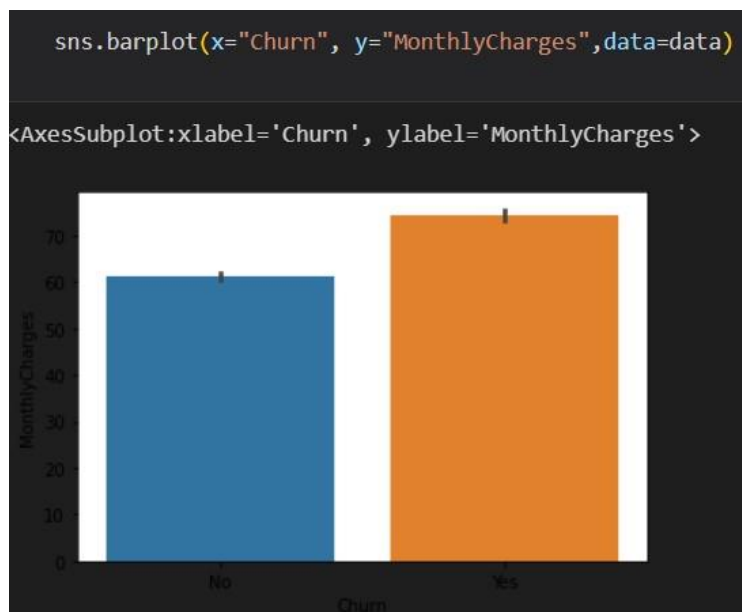 sns.barplot(x="Churn", y="MonthlyCharges",data=data)
<AxesSubplot:xlabel='Churn', ylabel='MonthlyCharges'>
70
60
50
40
30
20
10
0
MonthlyCharges
No Yes
Churn